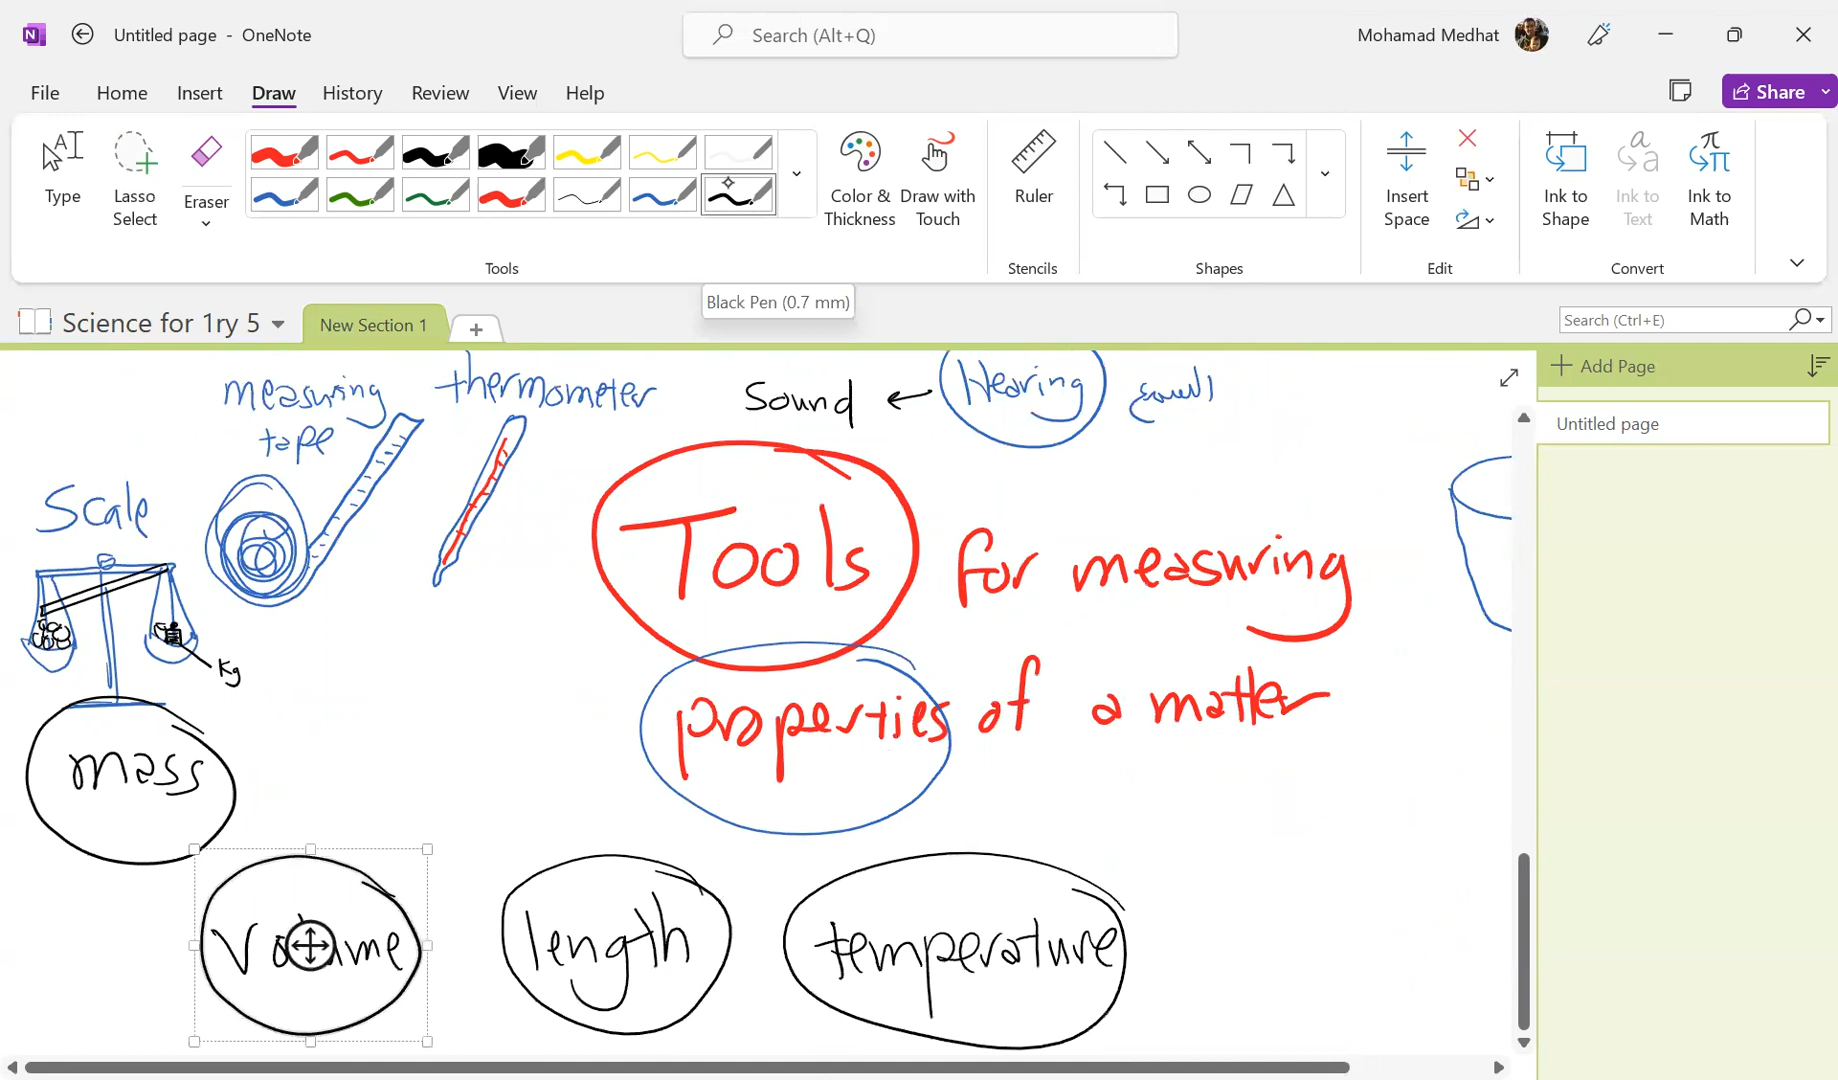 Untitled page - OneNote
Search (Alt+Q)
Mohamad Medhat
File Home Insert Draw History Review View Help
Share
Type
Lasso Select
Eraser
Color & Thickness
Draw with Touch
Ruler
Insert Space
Ink to Shape
Ink to Text
Ink to Math
Tools
Stencils
Shapes
Edit
Convert
Black Pen (0.7 mm)
Science for 1ry 5
New Section 1
Search (Ctrl+E)
Add Page
Untitled page
measuring
tape
thermometer
Sound ← Hearing
Scale
Tools for measuring
properties of a matter
Kg
mass
length
temperature